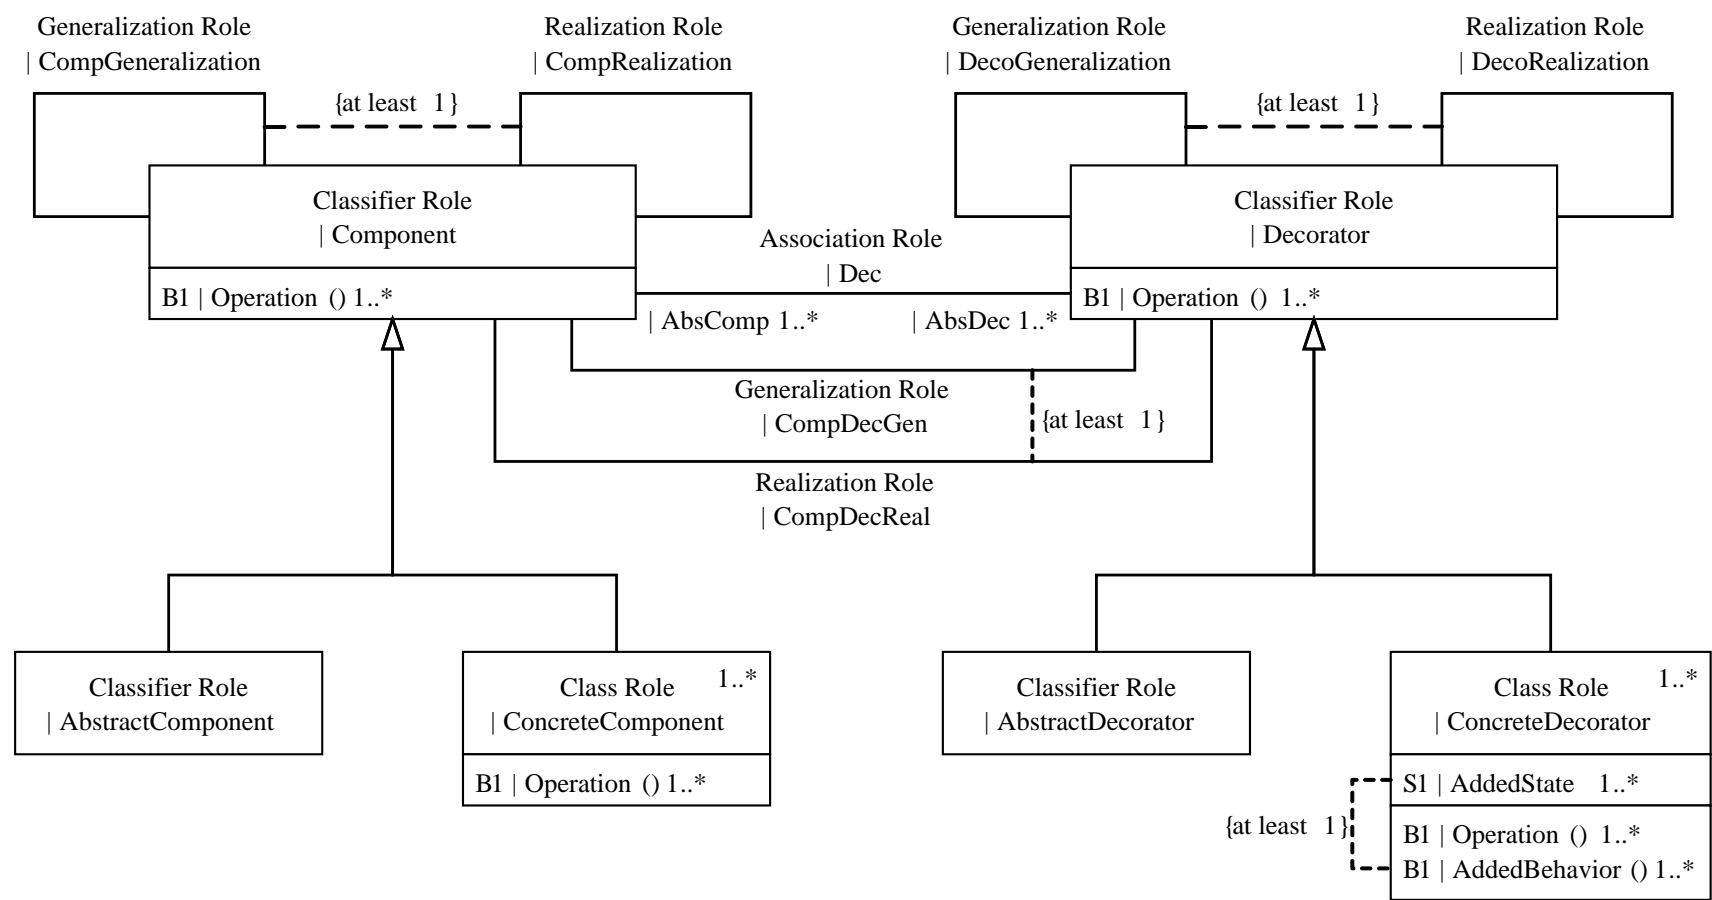 Generalization Role
| CompGeneralization
Realization Role
| CompRealization
Generalization Role
| DecoGeneralization
Realization Role
| DecoRealization
{at least 1}
{at least 1}
Classifier Role
| Component
B1 | Operation () 1..*
Classifier Role
| Decorator
B1 | Operation () 1..*
Association Role
| Dec
| AbsComp 1..*
| AbsDec 1..*
Generalization Role
| CompDecGen
{at least 1}
Realization Role
| CompDecReal
Classifier Role
| AbstractComponent
Class Role 1..*
| ConcreteComponent
B1 | Operation () 1..*
Classifier Role
| AbstractDecorator
Class Role 1..*
| ConcreteDecorator
S1 | AddedState 1..*
{at least 1}
B1 | Operation () 1..*
B1 | AddedBehavior () 1..*